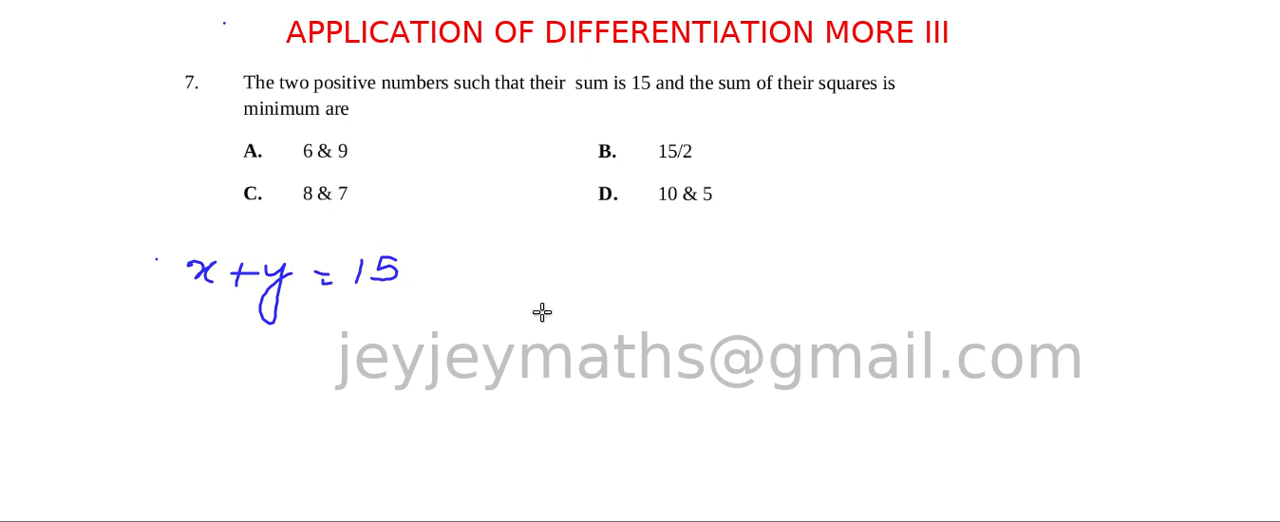 APPLICATION OF DIFFERENTIATION MORE III
7. The two positive numbers such that their sum is 15 and the sum of their squares is
minimum are
A. 6 & 9 B. 15/2
C. 8 & 7 D. 10 & 5
x + y = 15
jeyjeymaths@gmail.com